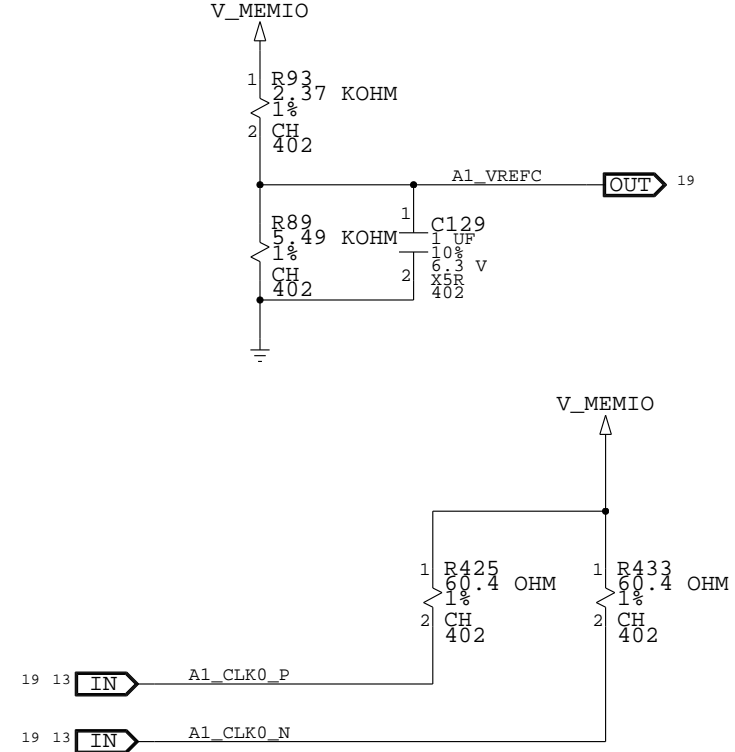 V_MEMIO
1 R93
2.37 KOHM
1%
2 CH
402
A1_VREFC OUT 19
R89
5.49 KOHM
1%
CH
402
1 C129
1 UF
10%
6.3 V
2 X5R
402
V_MEMIO
1 R425
60.4 OHM
1%
2 CH
402
1 R433
60.4 OHM
1%
2 CH
402
19 13 IN A1_CLK0_P
19 13 IN A1_CLK0_N